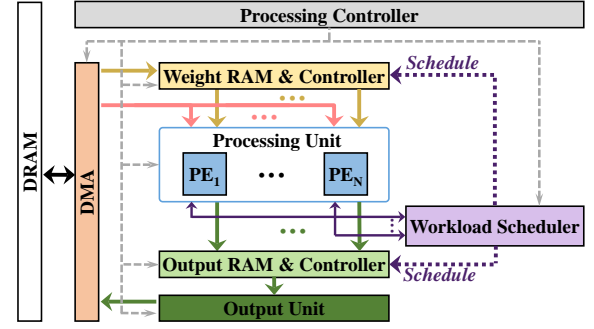 Processing Controller
Schedule
Weight RAM & Controller
...
Processing Unit
DRAM
DMA
PE1
...
PEN
Workload Scheduler
...
Output RAM & Controller
Schedule
Output Unit